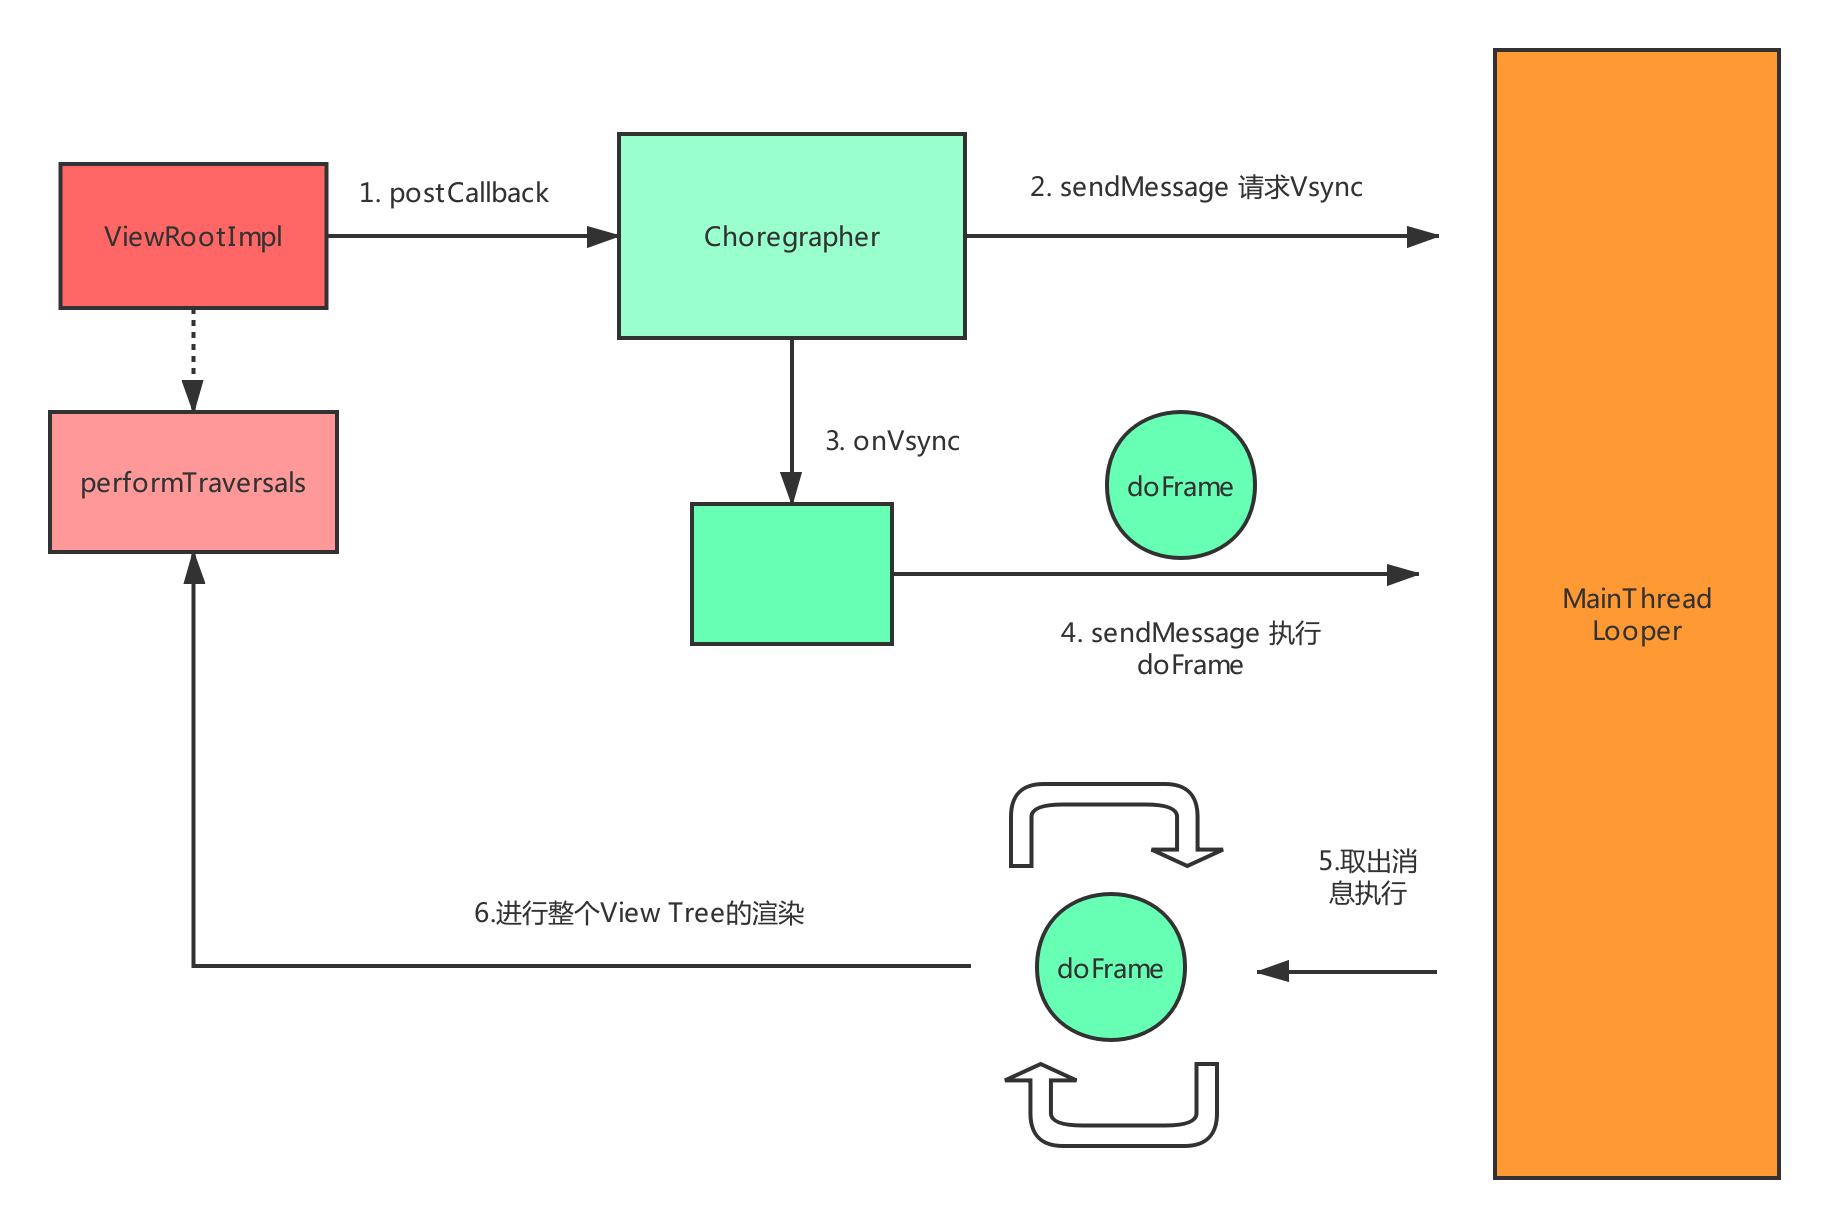 1. postCallback
2. sendMessage 请求Vsync
ViewRootImpl
Choregrapher
3. onVsync
performTraversals
doFrame
4. sendMessage 执行
doFrame
MainThread
Looper
5.取出消
息执行
6.进行整个View Tree的渲染
doFrame